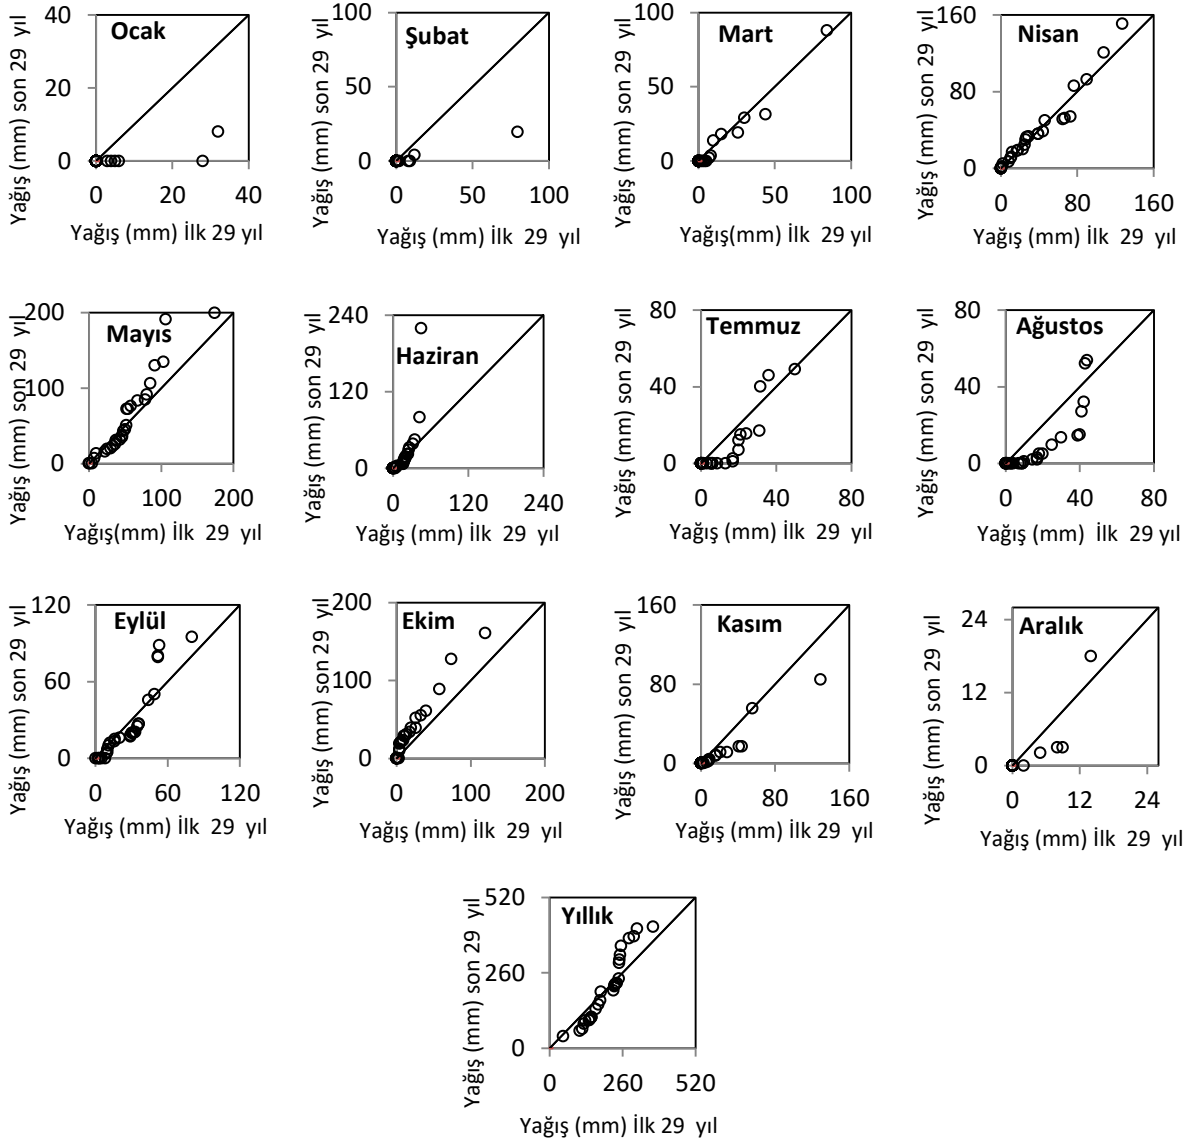 Ocak
40
20
0
0 20 40
Yağış (mm) son 29 yıl
Yağış (mm) İlk 29 yıl
Şubat
100
50
0
0 50 100
Yağış (mm) son 29 yıl
Yağış (mm) İlk 29 yıl
Mart
100
50
0
0 50 100
Yağış (mm) son 29 yıl
Yağış(mm) İlk 29 yıl
Nisan
160
80
0
0 80 160
Yağış (mm) son 29 yıl
Yağış (mm) İlk 29 yıl
Mayıs
200
100
0
0 100 200
Yağış (mm) son 29 yıl
Yağış(mm) İlk 29 yıl
Haziran
240
120
0
0 120 240
Yağış (mm) son 29 yıl
Yağış (mm) İlk 29 yıl
Temmuz
80
40
0
0 40 80
Yağış (mm) son 29 yıl
Yağış (mm) İlk 29 yıl
Ağustos
80
40
0
0 40 80
Yağış (mm) son 29 yıl
Yağış (mm) İlk 29 yıl
Eylül
120
60
0
0 60 120
Yağış (mm) son 29 yıl
Yağış (mm) İlk 29 yıl
Ekim
200
100
0
0 100 200
Yağış (mm) son 29 yıl
Yağış (mm) İlk 29 yıl
Kasım
160
80
0
0 80 160
Yağış (mm) son 29 yıl
Yağış (mm) İlk 29 yıl
Aralık
24
12
0
0 12 24
Yağış (mm) son 29 yıl
Yağış (mm) İlk 29 yıl
Yıllık
520
260
0
0 260 520
Yağış (mm) son 29 yıl
Yağış (mm) İlk 29 yıl